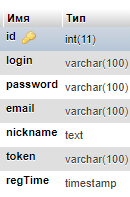 Имя Тип
id int(11)
login varchar(100)
password varchar(100)
email varchar(100)
nickname text
token varchar(100)
regTime timestamp